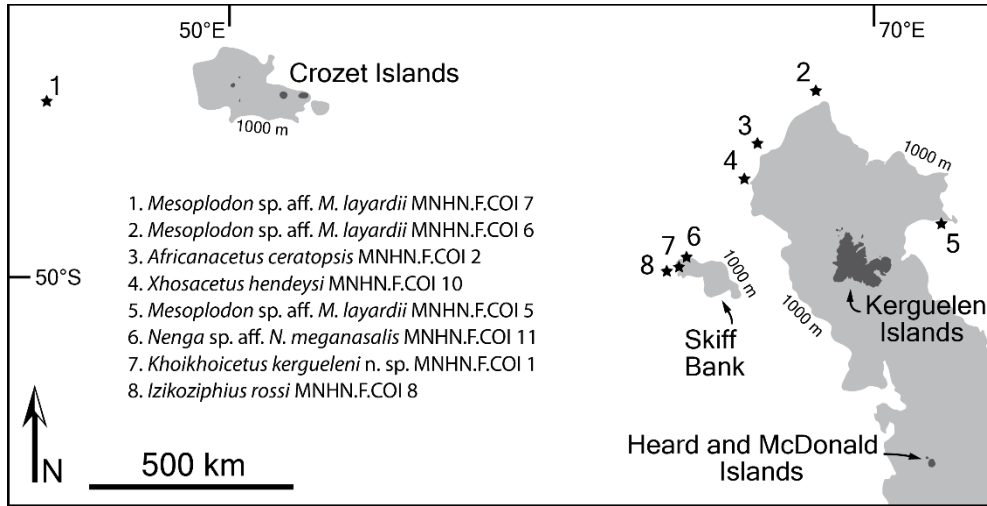 50°E
70°E
1
Crozet Islands
1000 m
2
3
4
1000 m
1. Mesoplodon sp. aff. M. layardii MNHN.F.COI 7
2. Mesoplodon sp. aff. M. layardii MNHN.F.COI 6
3. Africanacetus ceratopsis MNHN.F.COI 2
4. Xhosacetus hendeysi MNHN.F.COI 10
5. Mesoplodon sp. aff. M. layardii MNHN.F.COI 5
6. Nenga sp. aff. N. meganasalis MNHN.F.COI 11
7. Khoikhoicetus kergueleni n. sp. MNHN.F.COI 1
8. Izikoziphius rossi MNHN.F.COI 8
5
50°S
6
7
8
1000 m
1000 m
Skiff
Bank
Kerguelen
Islands
Heard and McDonald
Islands
N
500 km